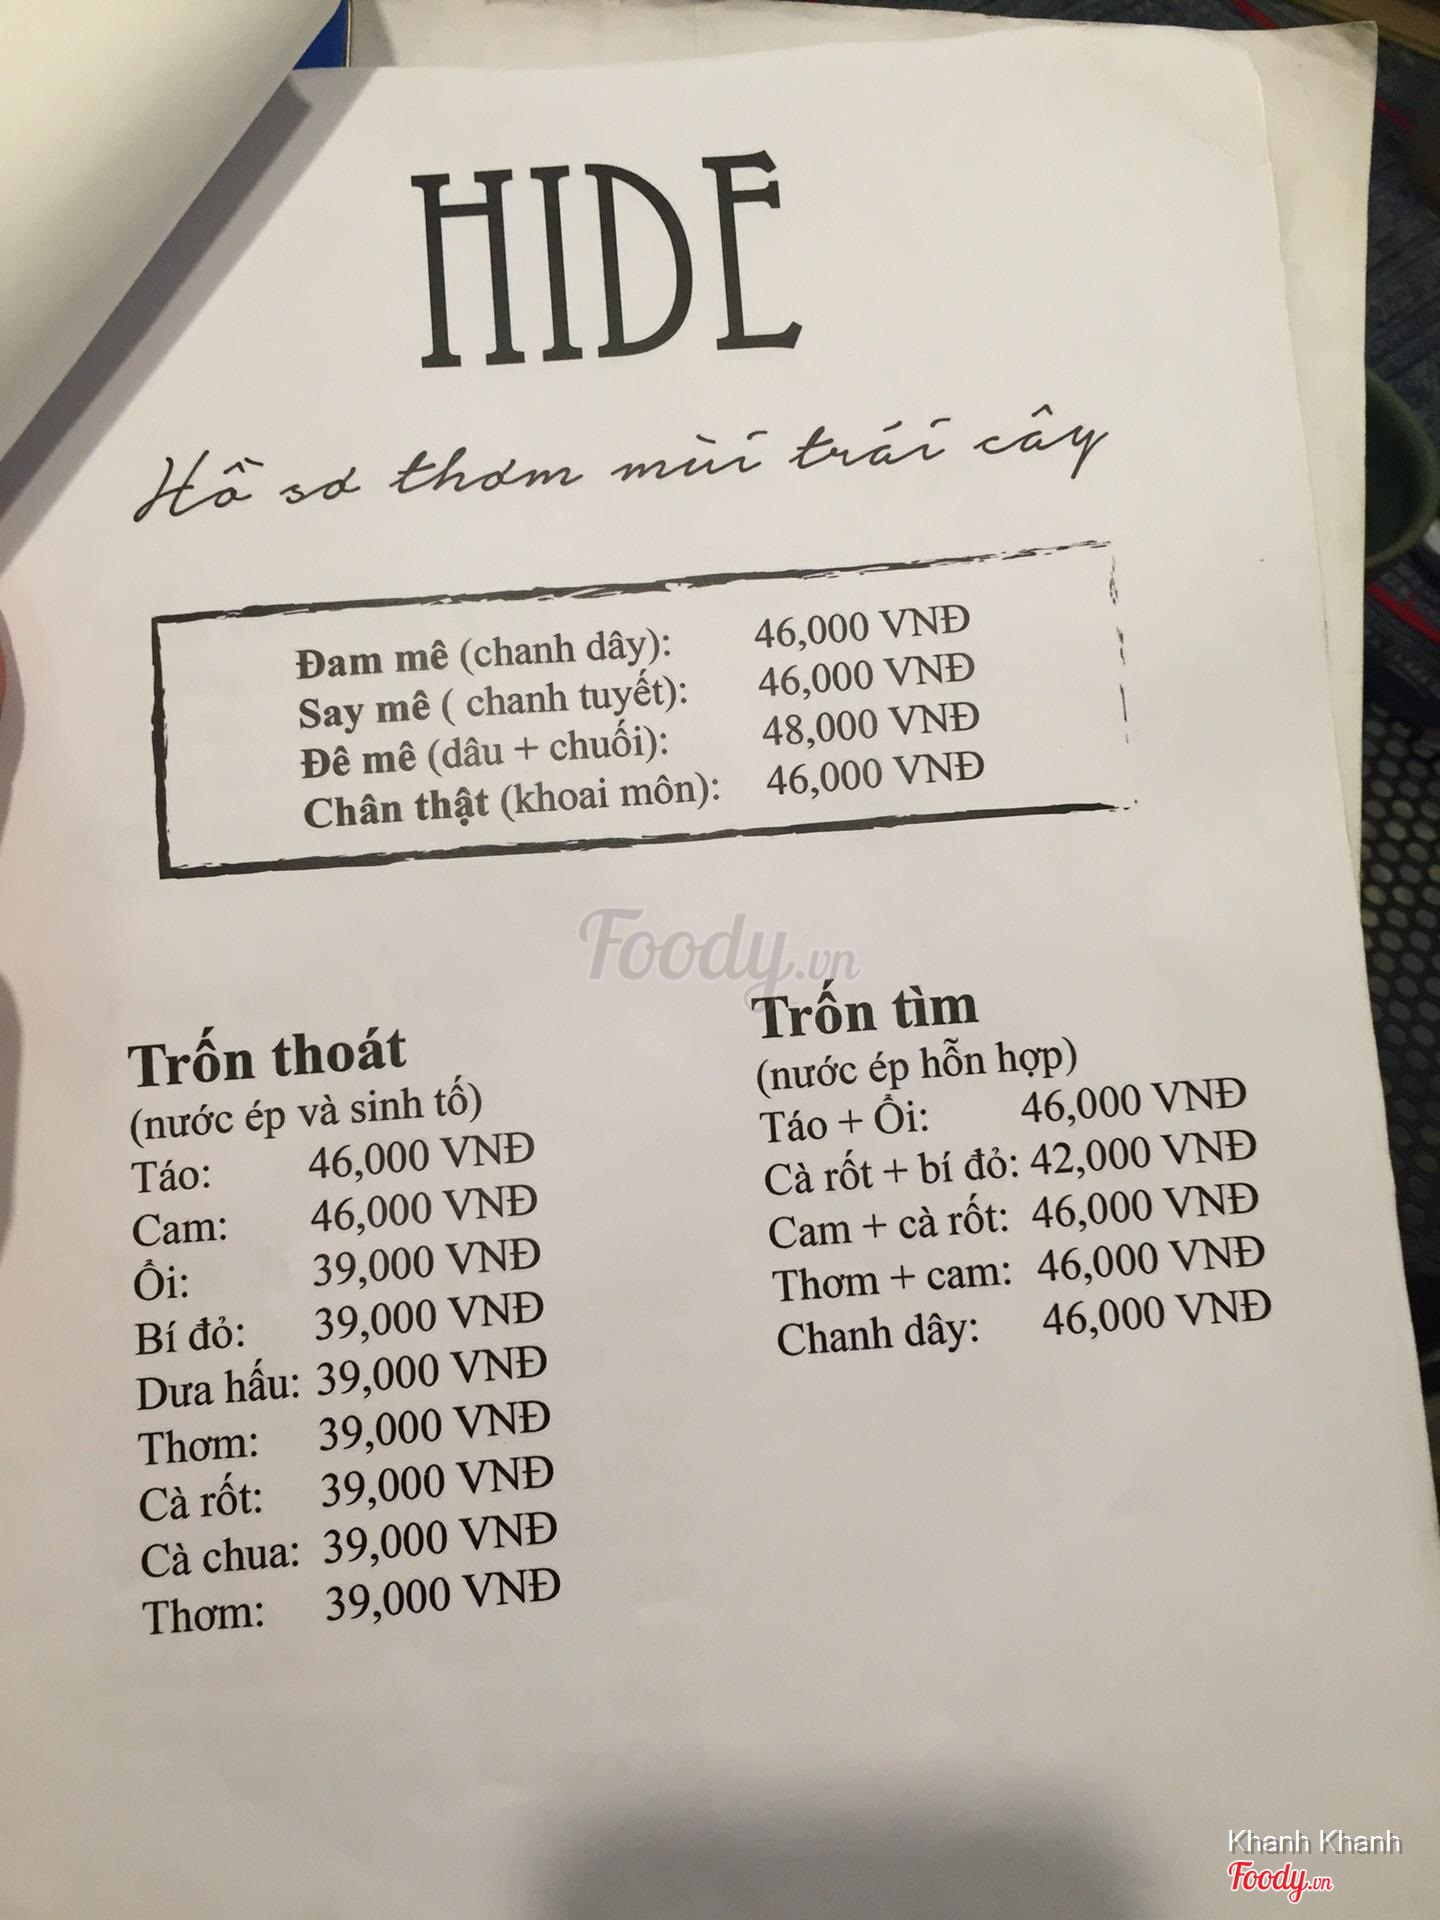 HIDE
Hồ sơ thơm mùi trái cây
Đam mê (chanh dây): 46,000 VNĐ
Say mê ( chanh tuyết): 46,000 VNĐ
Đê mê (dâu + chuối): 48,000 VNĐ
Chân thật (khoai môn): 46,000 VNĐ
Foody.vn
Trốn thoát
(nước ép và sinh tố)
Táo: 46,000 VNĐ
Cam: 46,000 VNĐ
Ổi: 39,000 VNĐ
Bí đỏ: 39,000 VNĐ
Dưa hấu: 39,000 VNĐ
Thơm: 39,000 VNĐ
Cà rốt: 39,000 VNĐ
Cà chua: 39,000 VNĐ
Thơm: 39,000 VNĐ
Trốn tìm
(nước ép hỗn hợp)
Táo + Ổi: 46,000 VNĐ
Cà rốt + bí đỏ: 42,000 VNĐ
Cam + cà rốt: 46,000 VNĐ
Thơm + cam: 46,000 VNĐ
Chanh dây: 46,000 VNĐ
Khanh Khanh
Foody.vn